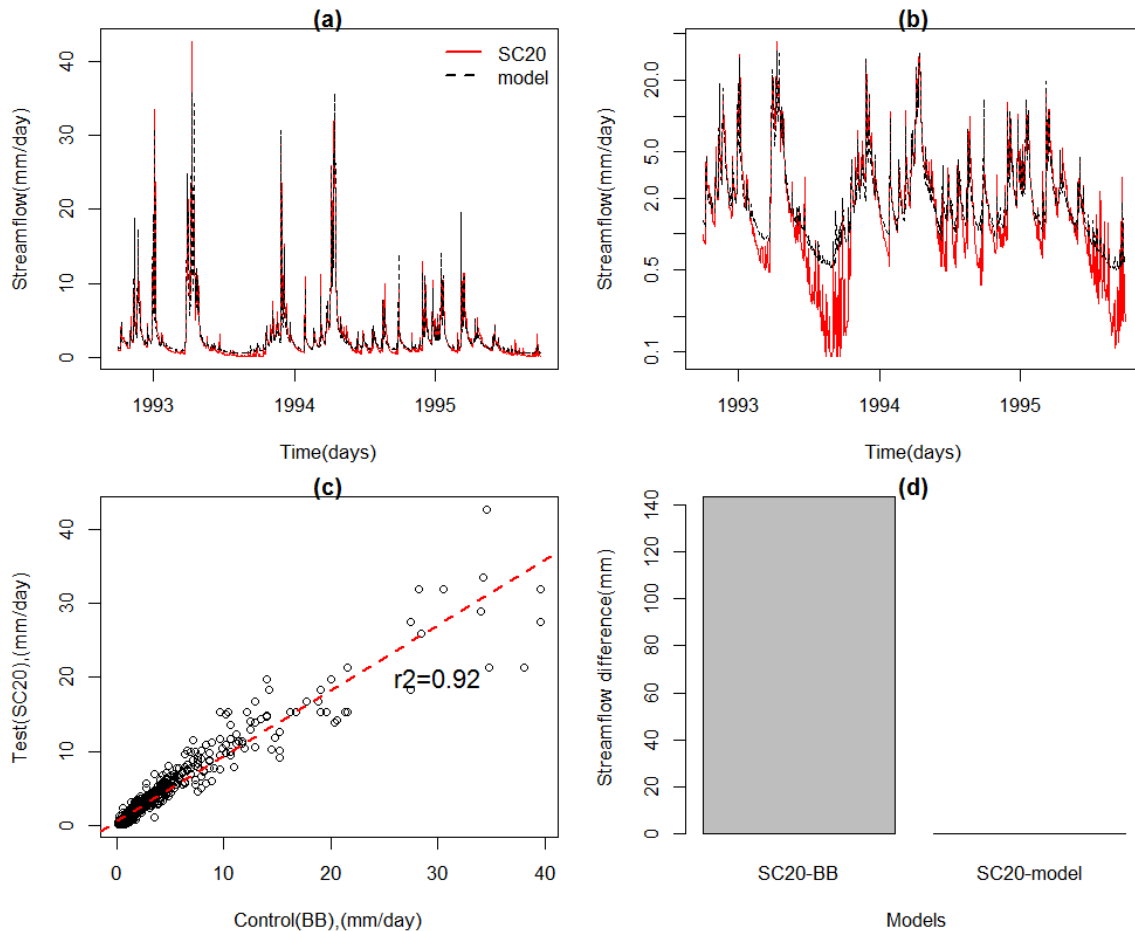 (a)
Streamflow(mm/day)
40
30
20
10
0
SC20
model
1993
1994
1995
Time(days)
(b)
Streamflow(mm/day)
20.0
5.0
2.0
0.5
0.1
1993
1994
1995
Time(days)
(c)
Test(SC20),(mm/day)
40
30
20
10
0
r2=0.92
0
10
20
30
40
Control(BB),(mm/day)
(d)
Streamflow difference(mm)
140
120
100
80
60
40
20
0
SC20-BB
SC20-model
Models